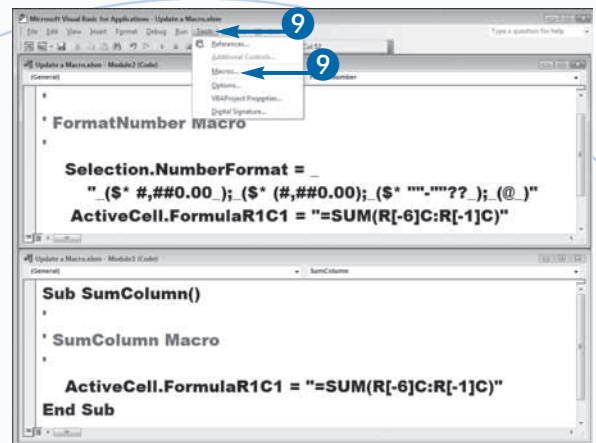 Microsoft Visual Basic for Applications - Update a Macro.xlsm
File Edit View Insert Format Debug Run Tools
Type a question for help
9
References...
Additional Controls...
Macros...
9
Options...
VBAProject Properties...
Digital Signature...
Update a Macro.xlsm - Module2 (Code)
(General)
'
' FormatNumber Macro
'
Selection.NumberFormat = _
"_($* #,##0.00_);_($* (#,##0.00);_($* ""-""??_);_(@_)"
ActiveCell.FormulaR1C1 = "=SUM(R[-6]C:R[-1]C)"
Update a Macro.xlsm - Module1 (Code)
(General)
SumColumn
Sub SumColumn()
'
' SumColumn Macro
'
ActiveCell.FormulaR1C1 = "=SUM(R[-6]C:R[-1]C)"
End Sub